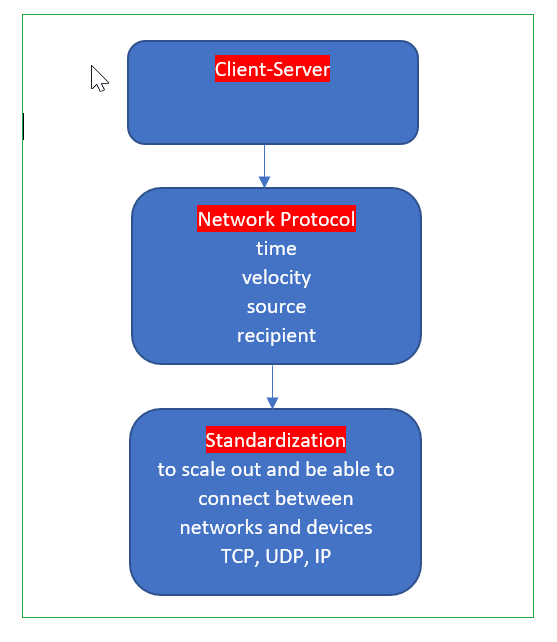 Client-Server
Network Protocol
time
velocity
source
recipient
Standardization
to scale out and be able to
connect between
networks and devices
TCP, UDP, IP